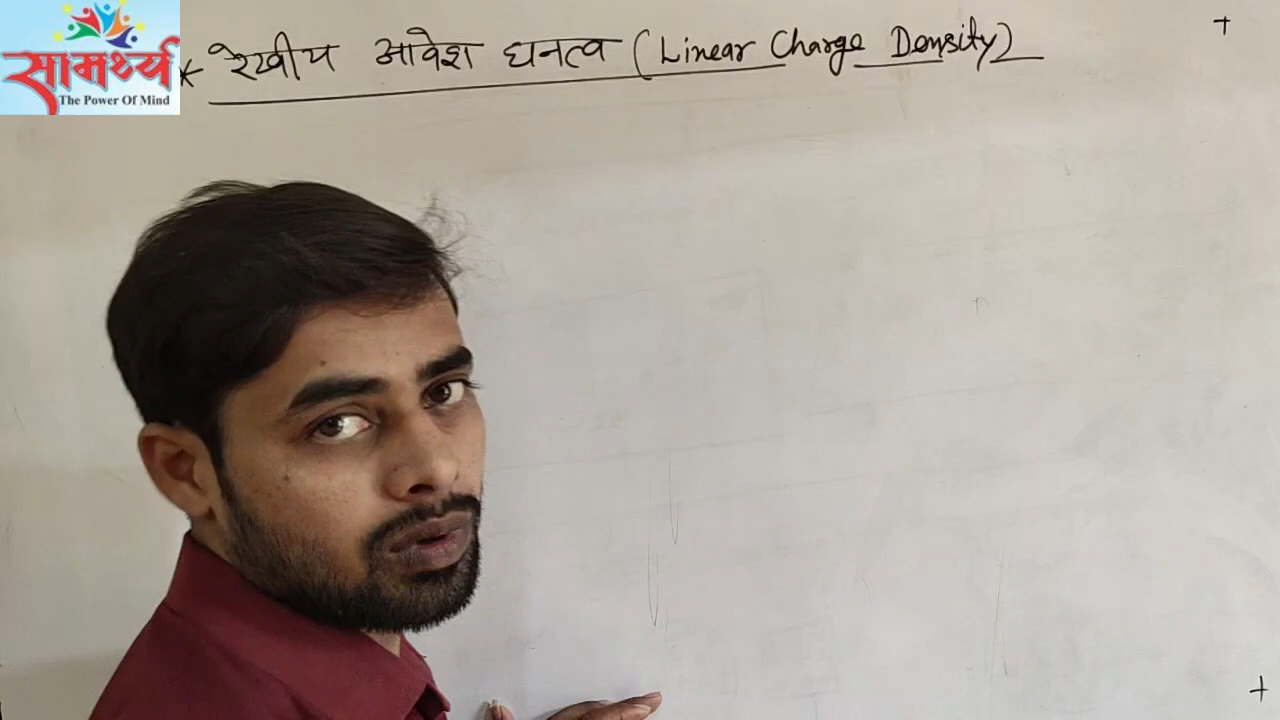 सामर्थ्य
The Power Of Mind
* रेखीय आवेश घनत्व (Linear Charge Density)
+
+